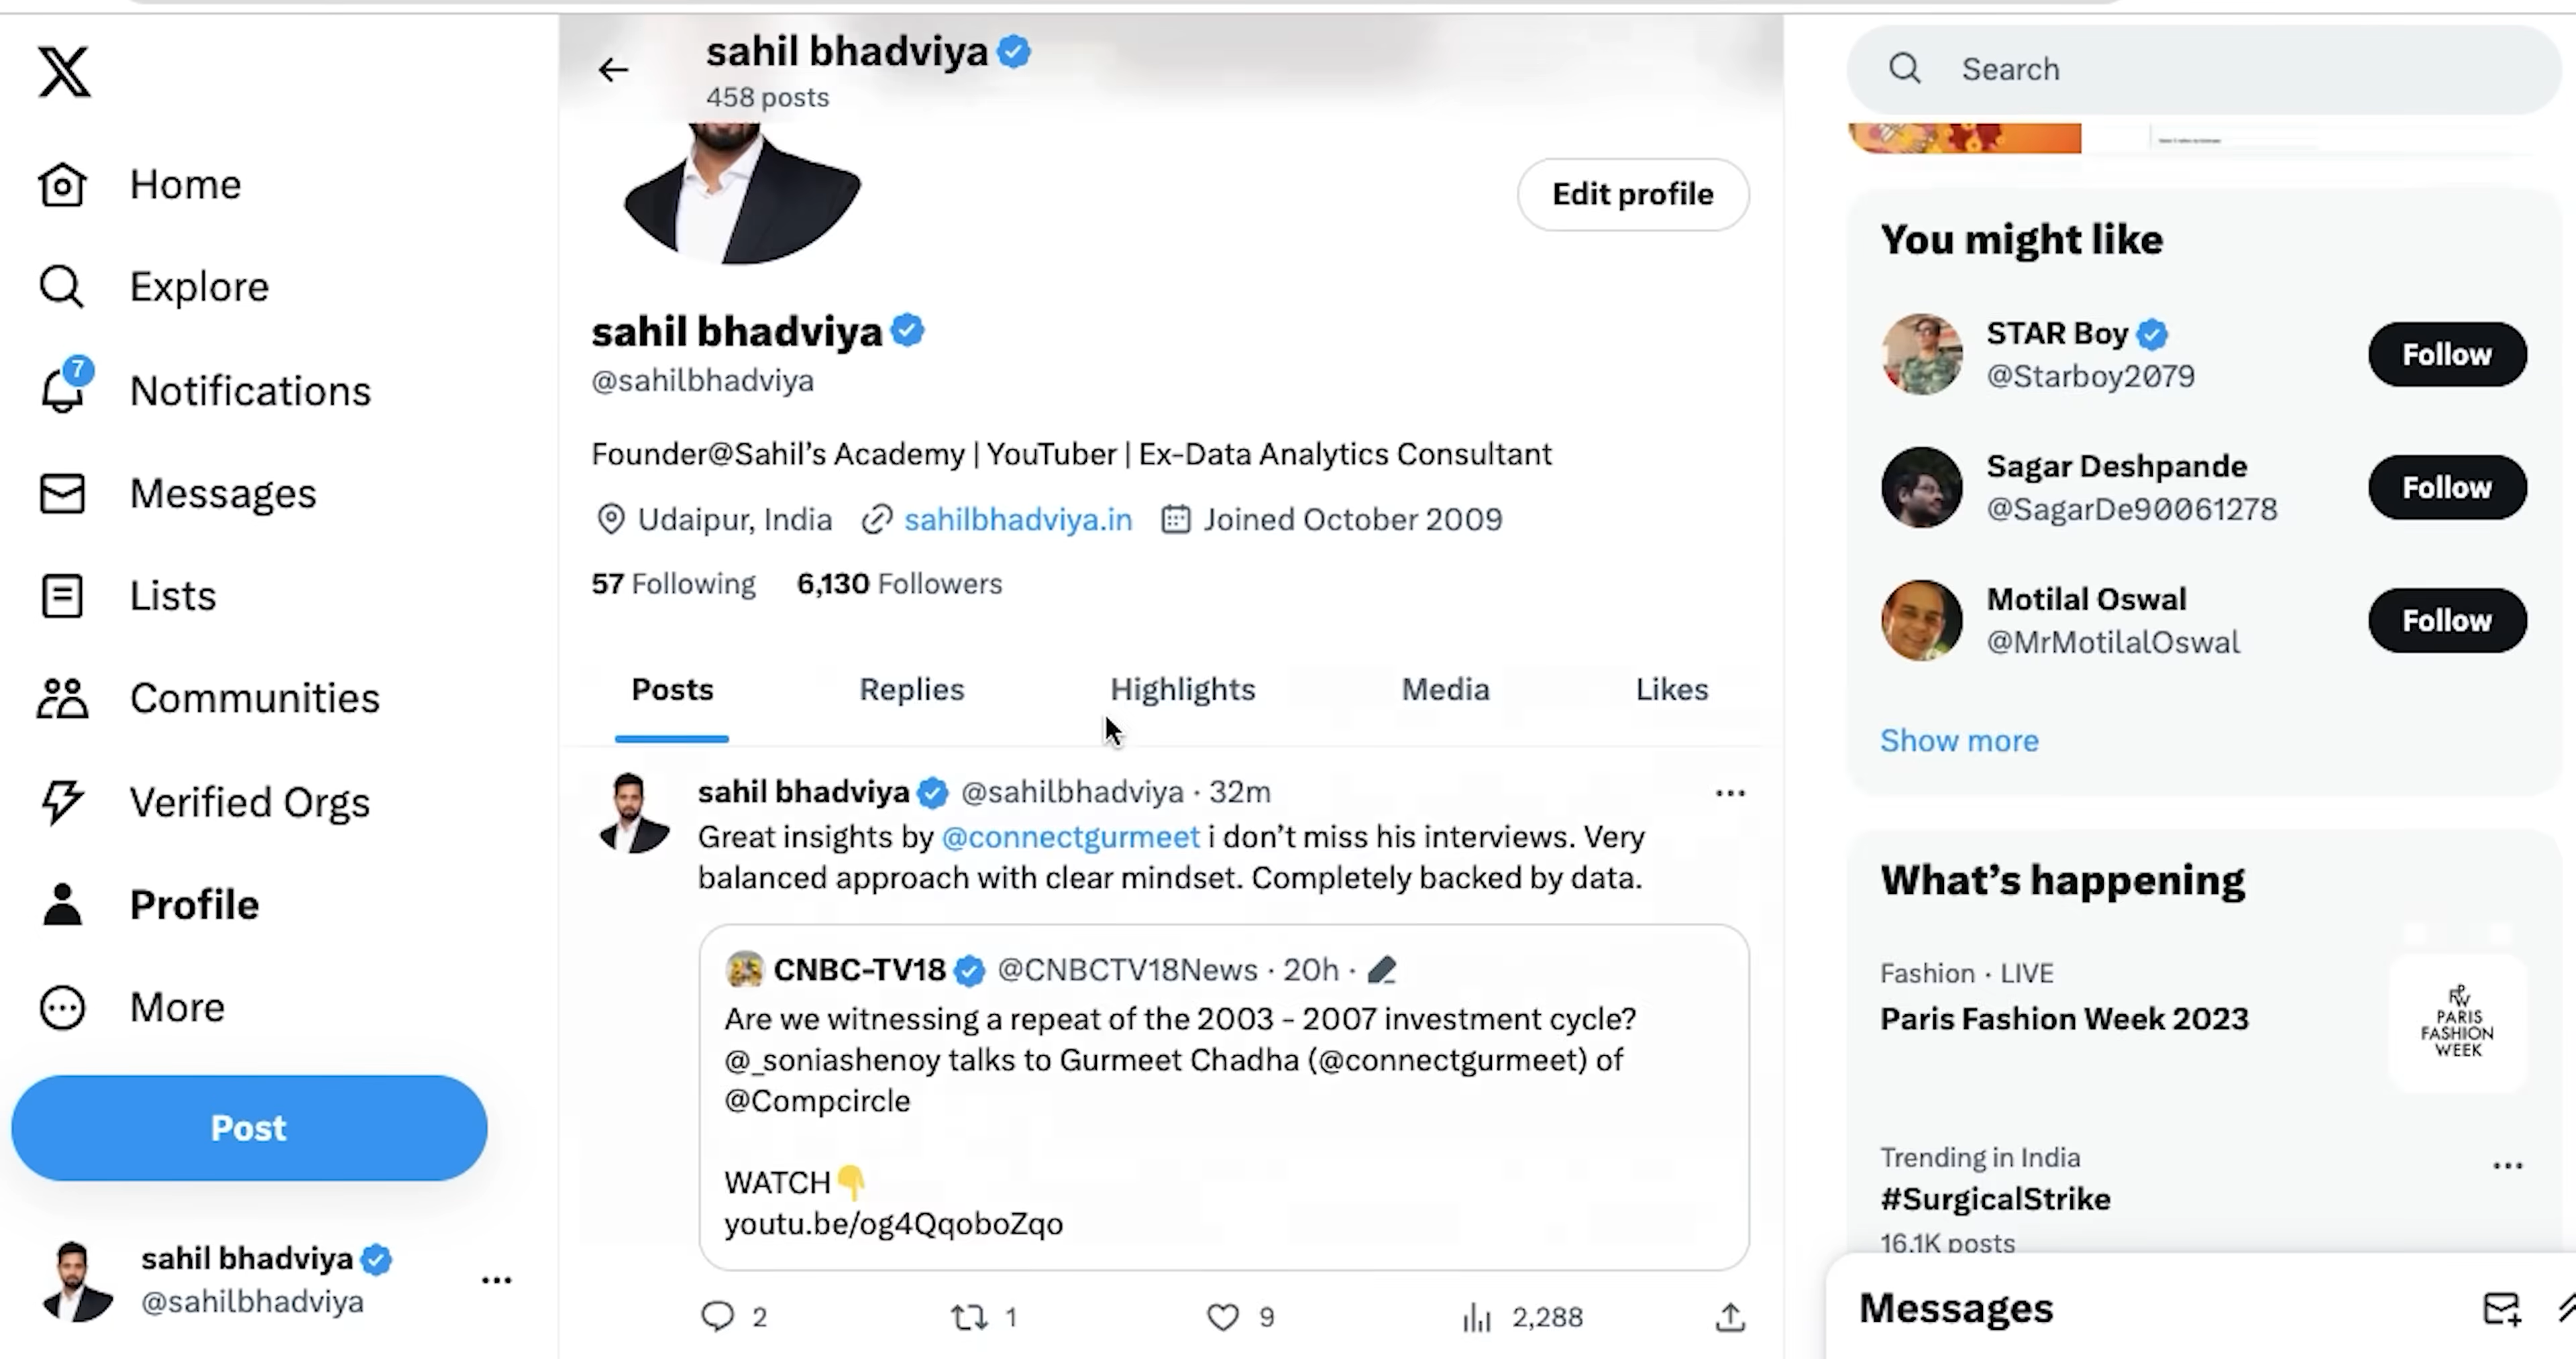 Home
Explore
7
Notifications
Messages
Lists
Communities
Verified Orgs
Profile
More
Post
sahil bhadviya
@sahilbhadviya
sahil bhadviya
458 posts
Edit profile
sahil bhadviya
@sahilbhadviya
Founder@Sahil’s Academy | YouTuber | Ex-Data Analytics Consultant
Udaipur, India sahilbhadviya.in Joined October 2009
57 Following 6,130 Followers
Posts Replies Highlights Media Likes
sahil bhadviya @sahilbhadviya · 32m
Great insights by @connectgurmeet i don’t miss his interviews. Very
balanced approach with clear mindset. Completely backed by data.
CNBC-TV18 @CNBCTV18News · 20h ·
Are we witnessing a repeat of the 2003 - 2007 investment cycle?
@_soniashenoy talks to Gurmeet Chadha (@connectgurmeet) of
@Compcircle
WATCH👇
youtu.be/og4QqoboZqo
2 1 9 2,288
Search
You might like
STAR Boy
@Starboy2079
Follow
Sagar Deshpande
@SagarDe90061278
Follow
Motilal Oswal
@MrMotilalOswal
Follow
Show more
What’s happening
Fashion · LIVE
Paris Fashion Week 2023
PARIS
FASHION
WEEK
Trending in India
#SurgicalStrike
16.1K posts
Messages